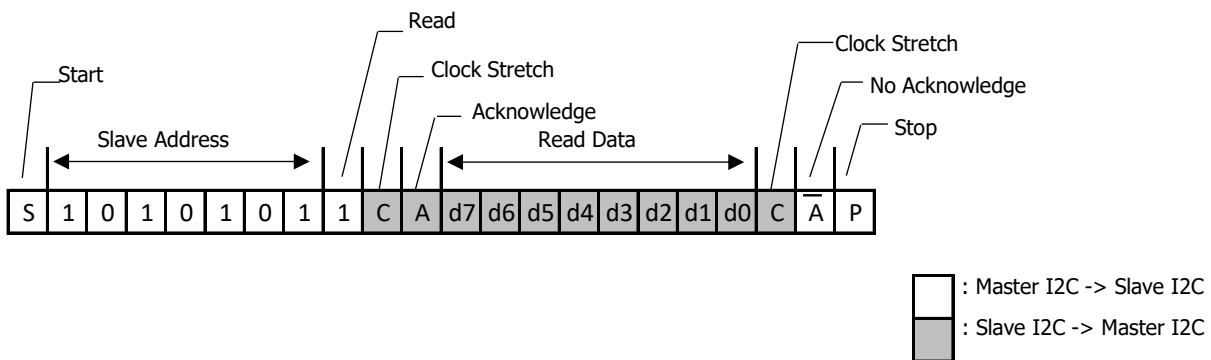 Read
Clock Stretch
Start
Clock Stretch
No Acknowledge
Acknowledge
Slave Address
Read Data
Stop
S 1 0 1 0 1 0 1 1 C A d7 d6 d5 d4 d3 d2 d1 d0 C A̅ P
: Master I2C -> Slave I2C
: Slave I2C -> Master I2C